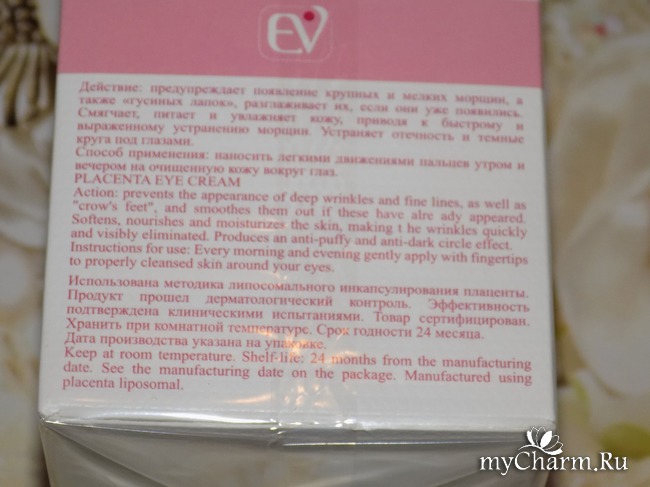 EV
Действие: предупреждает появление крупных и мелких морщин, а
также «гусиных лапок», разглаживает их, если они уже появились.
Смягчает, питает и увлажняет кожу, приводя к быстрому и
выраженному устранению морщин. Устраняет отечность и темные
круга под глазами.
Способ применения: наносить легкими движениями пальцев утром и
вечером на очищенную кожу вокруг глаз.
PLACENTA EYE CREAM
Action: prevents the appearance of deep wrinkles and fine lines, as well as
"crow's feet", and smoothes them out if these have alre ady appeared.
Softens, nourishes and moisturizes the skin, making t he wrinkles quickly
and visibly eliminated. Produces an anti-puffy and anti-dark circle effect.
Instructions for use: Every morning and evening gently apply with fingertips
to properly cleansed skin around your eyes.
Использована методика липосомального инкапсулирования плаценты.
Продукт прошел дерматологический контроль. Эффективность
подтверждена клиническими испытаниями. Товар сертифицирован.
Хранить при комнатной температуре. Срок годности 24 месяца.
Дата производства указана на упаковке.
Keep at room temperature. Shelf-life: 24 months from the manufacturing
date. See the manufacturing date on the package. Manufactured using
placenta liposomal.
myCharm.Ru